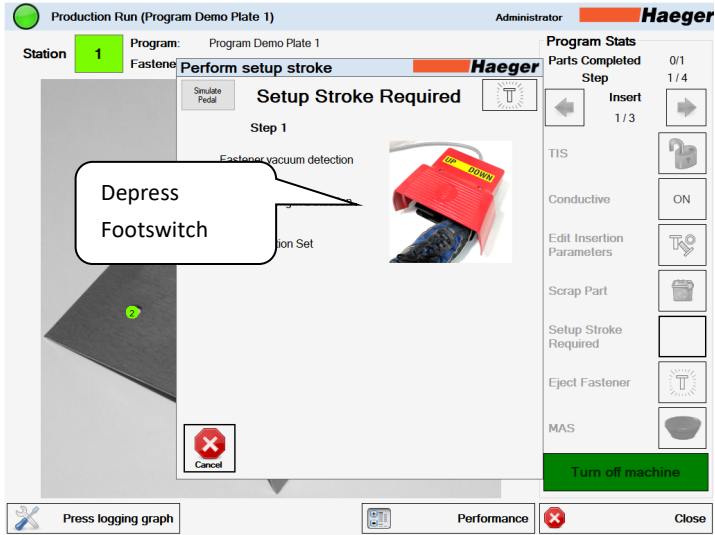 Production Run (Program Demo Plate 1)
Administrator
Haeger
Station
1
Program:
Program Demo Plate 1
Fastene
Perform setup stroke
Haeger
Simulate
Pedal
Setup Stroke Required
Step 1
Fastener vacuum detection
tion Set
UP DOWN
Depress
Footswitch
2
Cancel
Program Stats
Parts Completed
0/1
Step
1 / 4
Insert
1 / 3
TIS
Conductive
ON
Edit Insertion
Parameters
Scrap Part
Setup Stroke
Required
Eject Fastener
MAS
Turn off machine
Press logging graph
Performance
Close